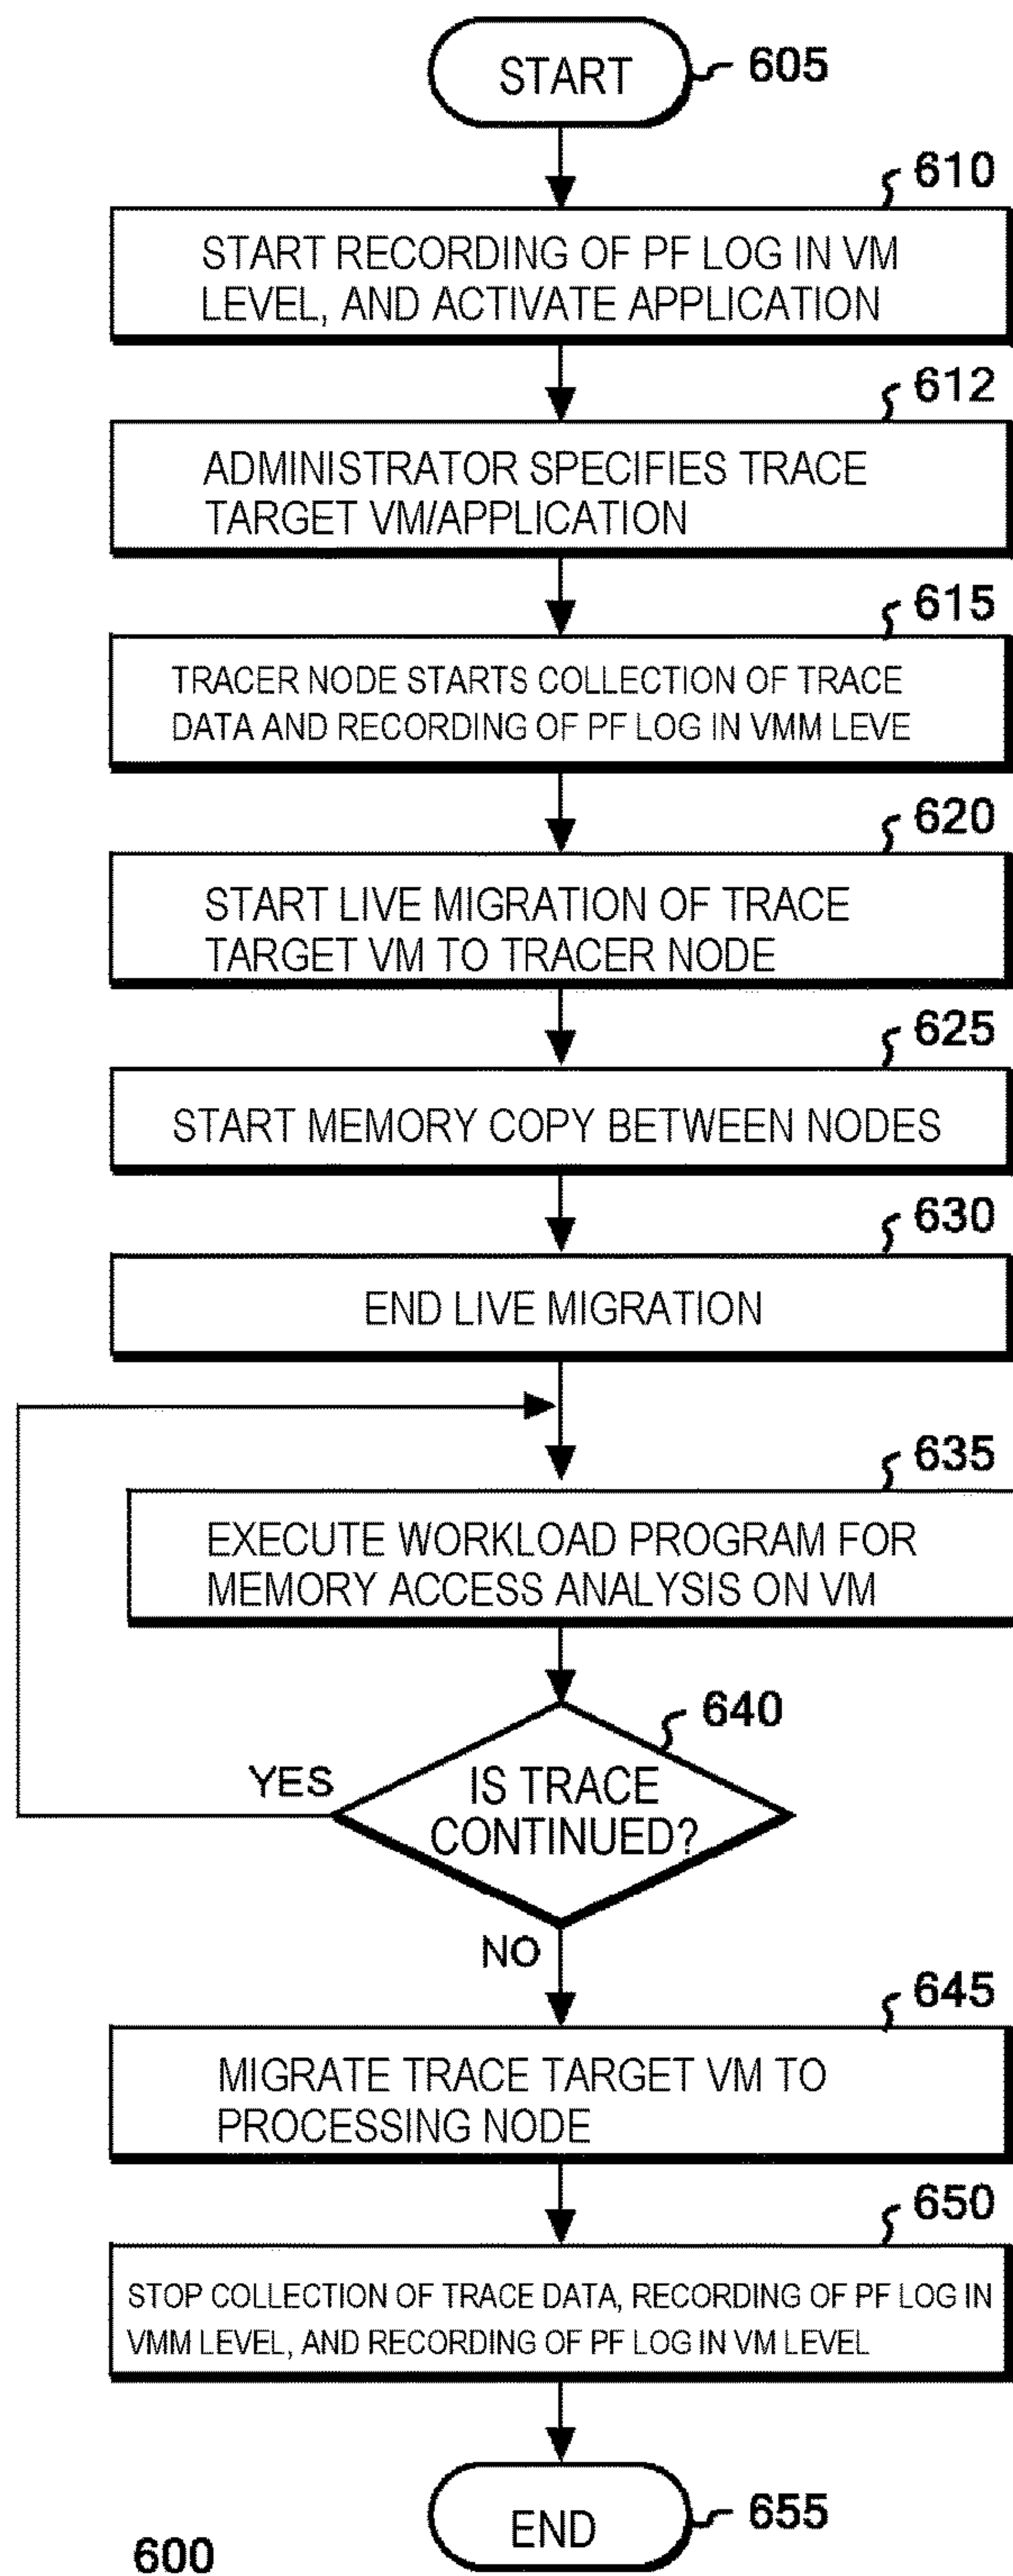 START
605
610
START RECORDING OF PF LOG IN VM
LEVEL, AND ACTIVATE APPLICATION
612
ADMINISTRATOR SPECIFIES TRACE
TARGET VM/APPLICATION
615
TRACER NODE STARTS COLLECTION OF TRACE
DATA AND RECORDING OF PF LOG IN VMM LEVE
620
START LIVE MIGRATION OF TRACE
TARGET VM TO TRACER NODE
625
START MEMORY COPY BETWEEN NODES
630
END LIVE MIGRATION
635
EXECUTE WORKLOAD PROGRAM FOR
MEMORY ACCESS ANALYSIS ON VM
640
YES
IS TRACE
CONTINUED?
NO
645
MIGRATE TRACE TARGET VM TO
PROCESSING NODE
650
STOP COLLECTION OF TRACE DATA, RECORDING OF PF LOG IN
VMM LEVEL, AND RECORDING OF PF LOG IN VM LEVEL
END
655
600